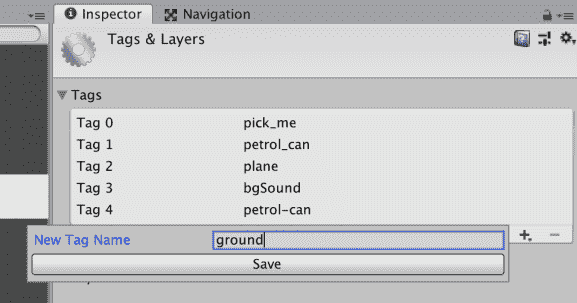 Inspector Navigation
Tags & Layers
Tags
Tag 0 pick_me
Tag 1 petrol_can
Tag 2 plane
Tag 3 bgSound
Tag 4 petrol-can
New Tag Name ground
Save